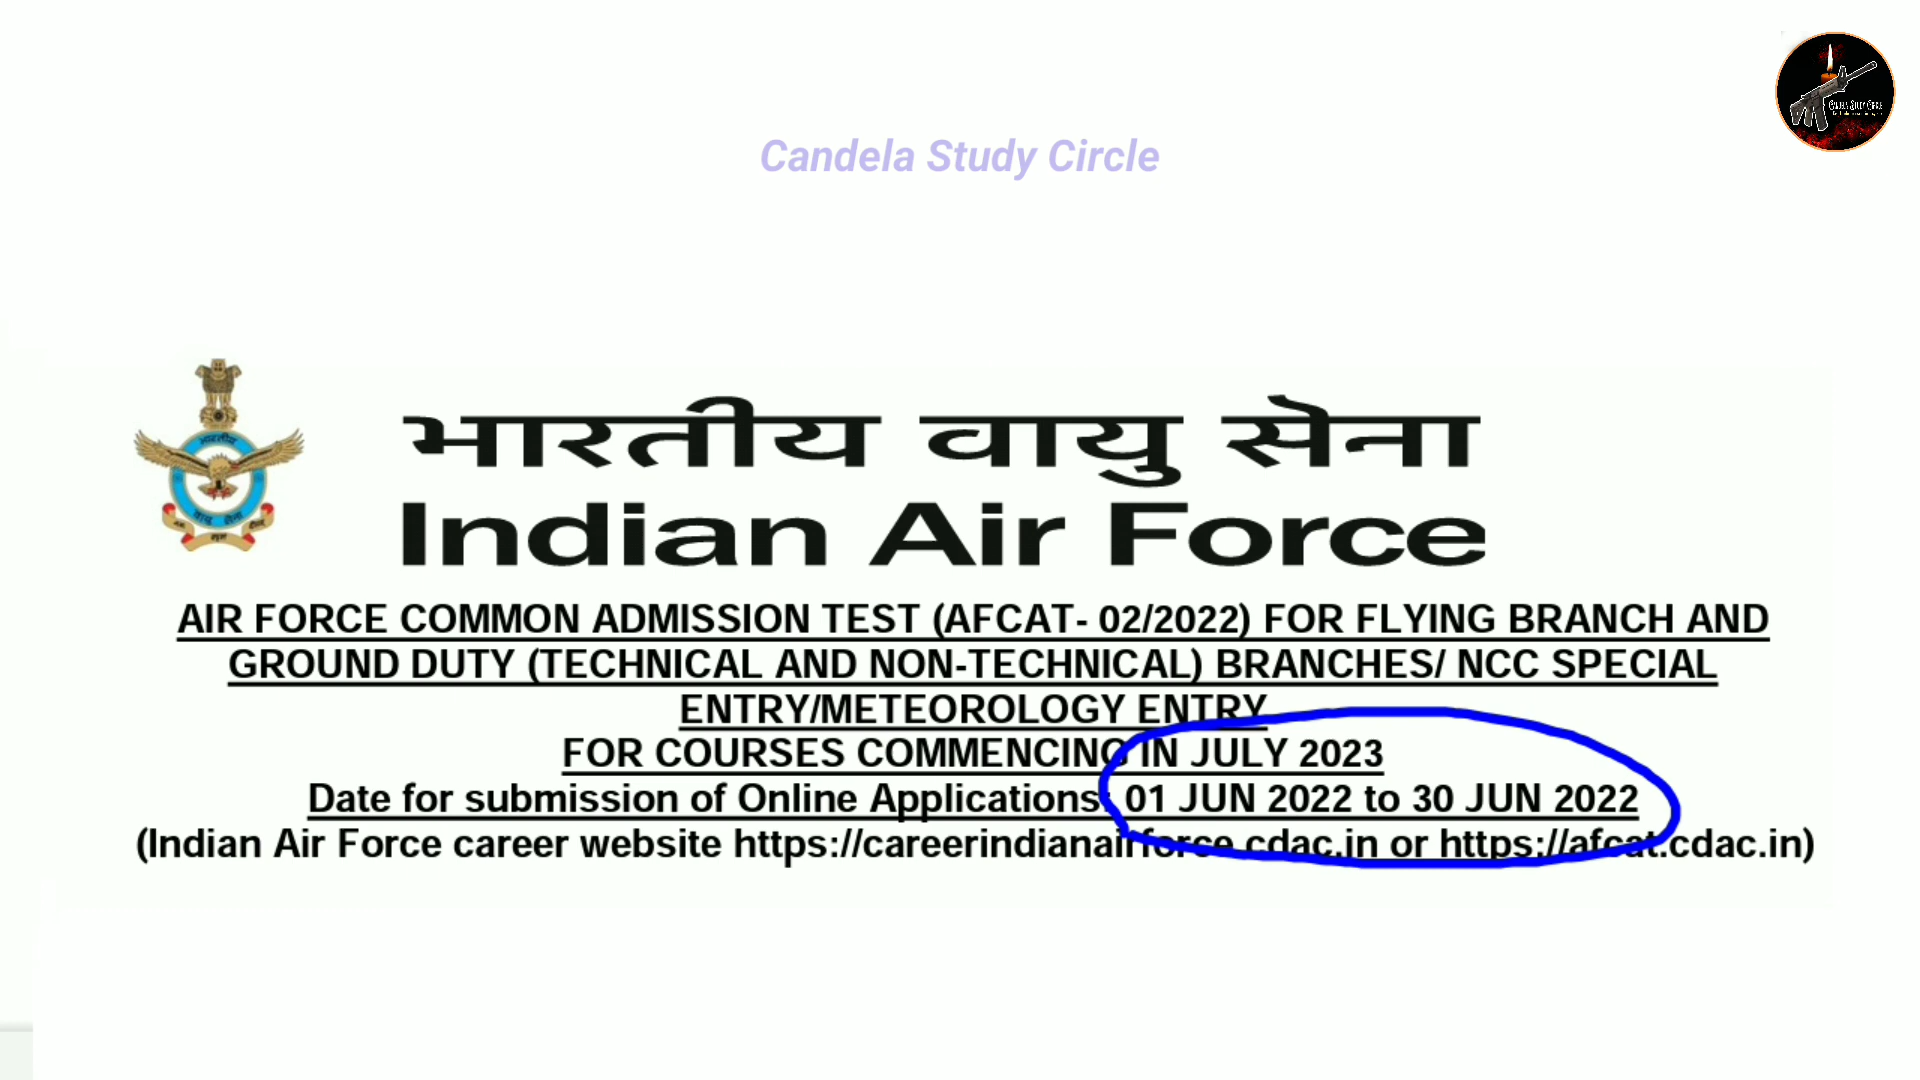 Candela Study Circle
भारतीय वायु सेना
Indian Air Force
AIR FORCE COMMON ADMISSION TEST (AFCAT- 02/2022) FOR FLYING BRANCH AND
GROUND DUTY (TECHNICAL AND NON-TECHNICAL) BRANCHES/ NCC SPECIAL
ENTRY/METEOROLOGY ENTRY
FOR COURSES COMMENCING IN JULY 2023
Date for submission of Online Applications: 01 JUN 2022 to 30 JUN 2022
(Indian Air Force career website https://careerindianairforce.cdac.in or https://afcat.cdac.in)